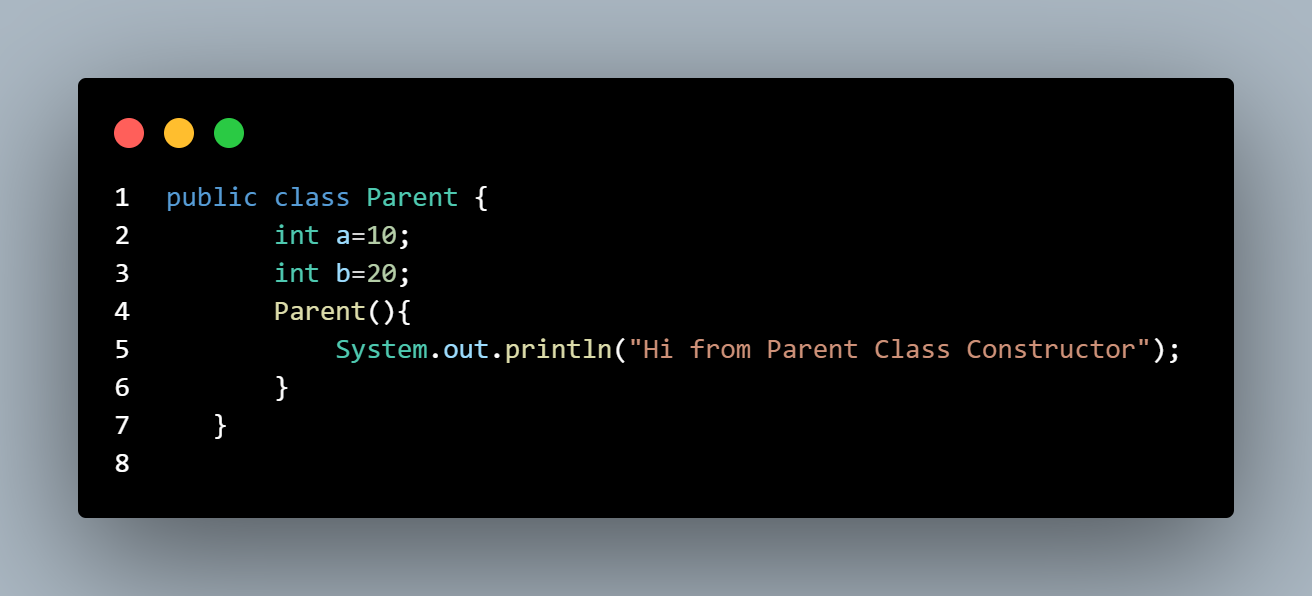 1 public class Parent {
2 int a=10;
3 int b=20;
4 Parent(){
5 System.out.println("Hi from Parent Class Constructor");
6 }
7 }
8